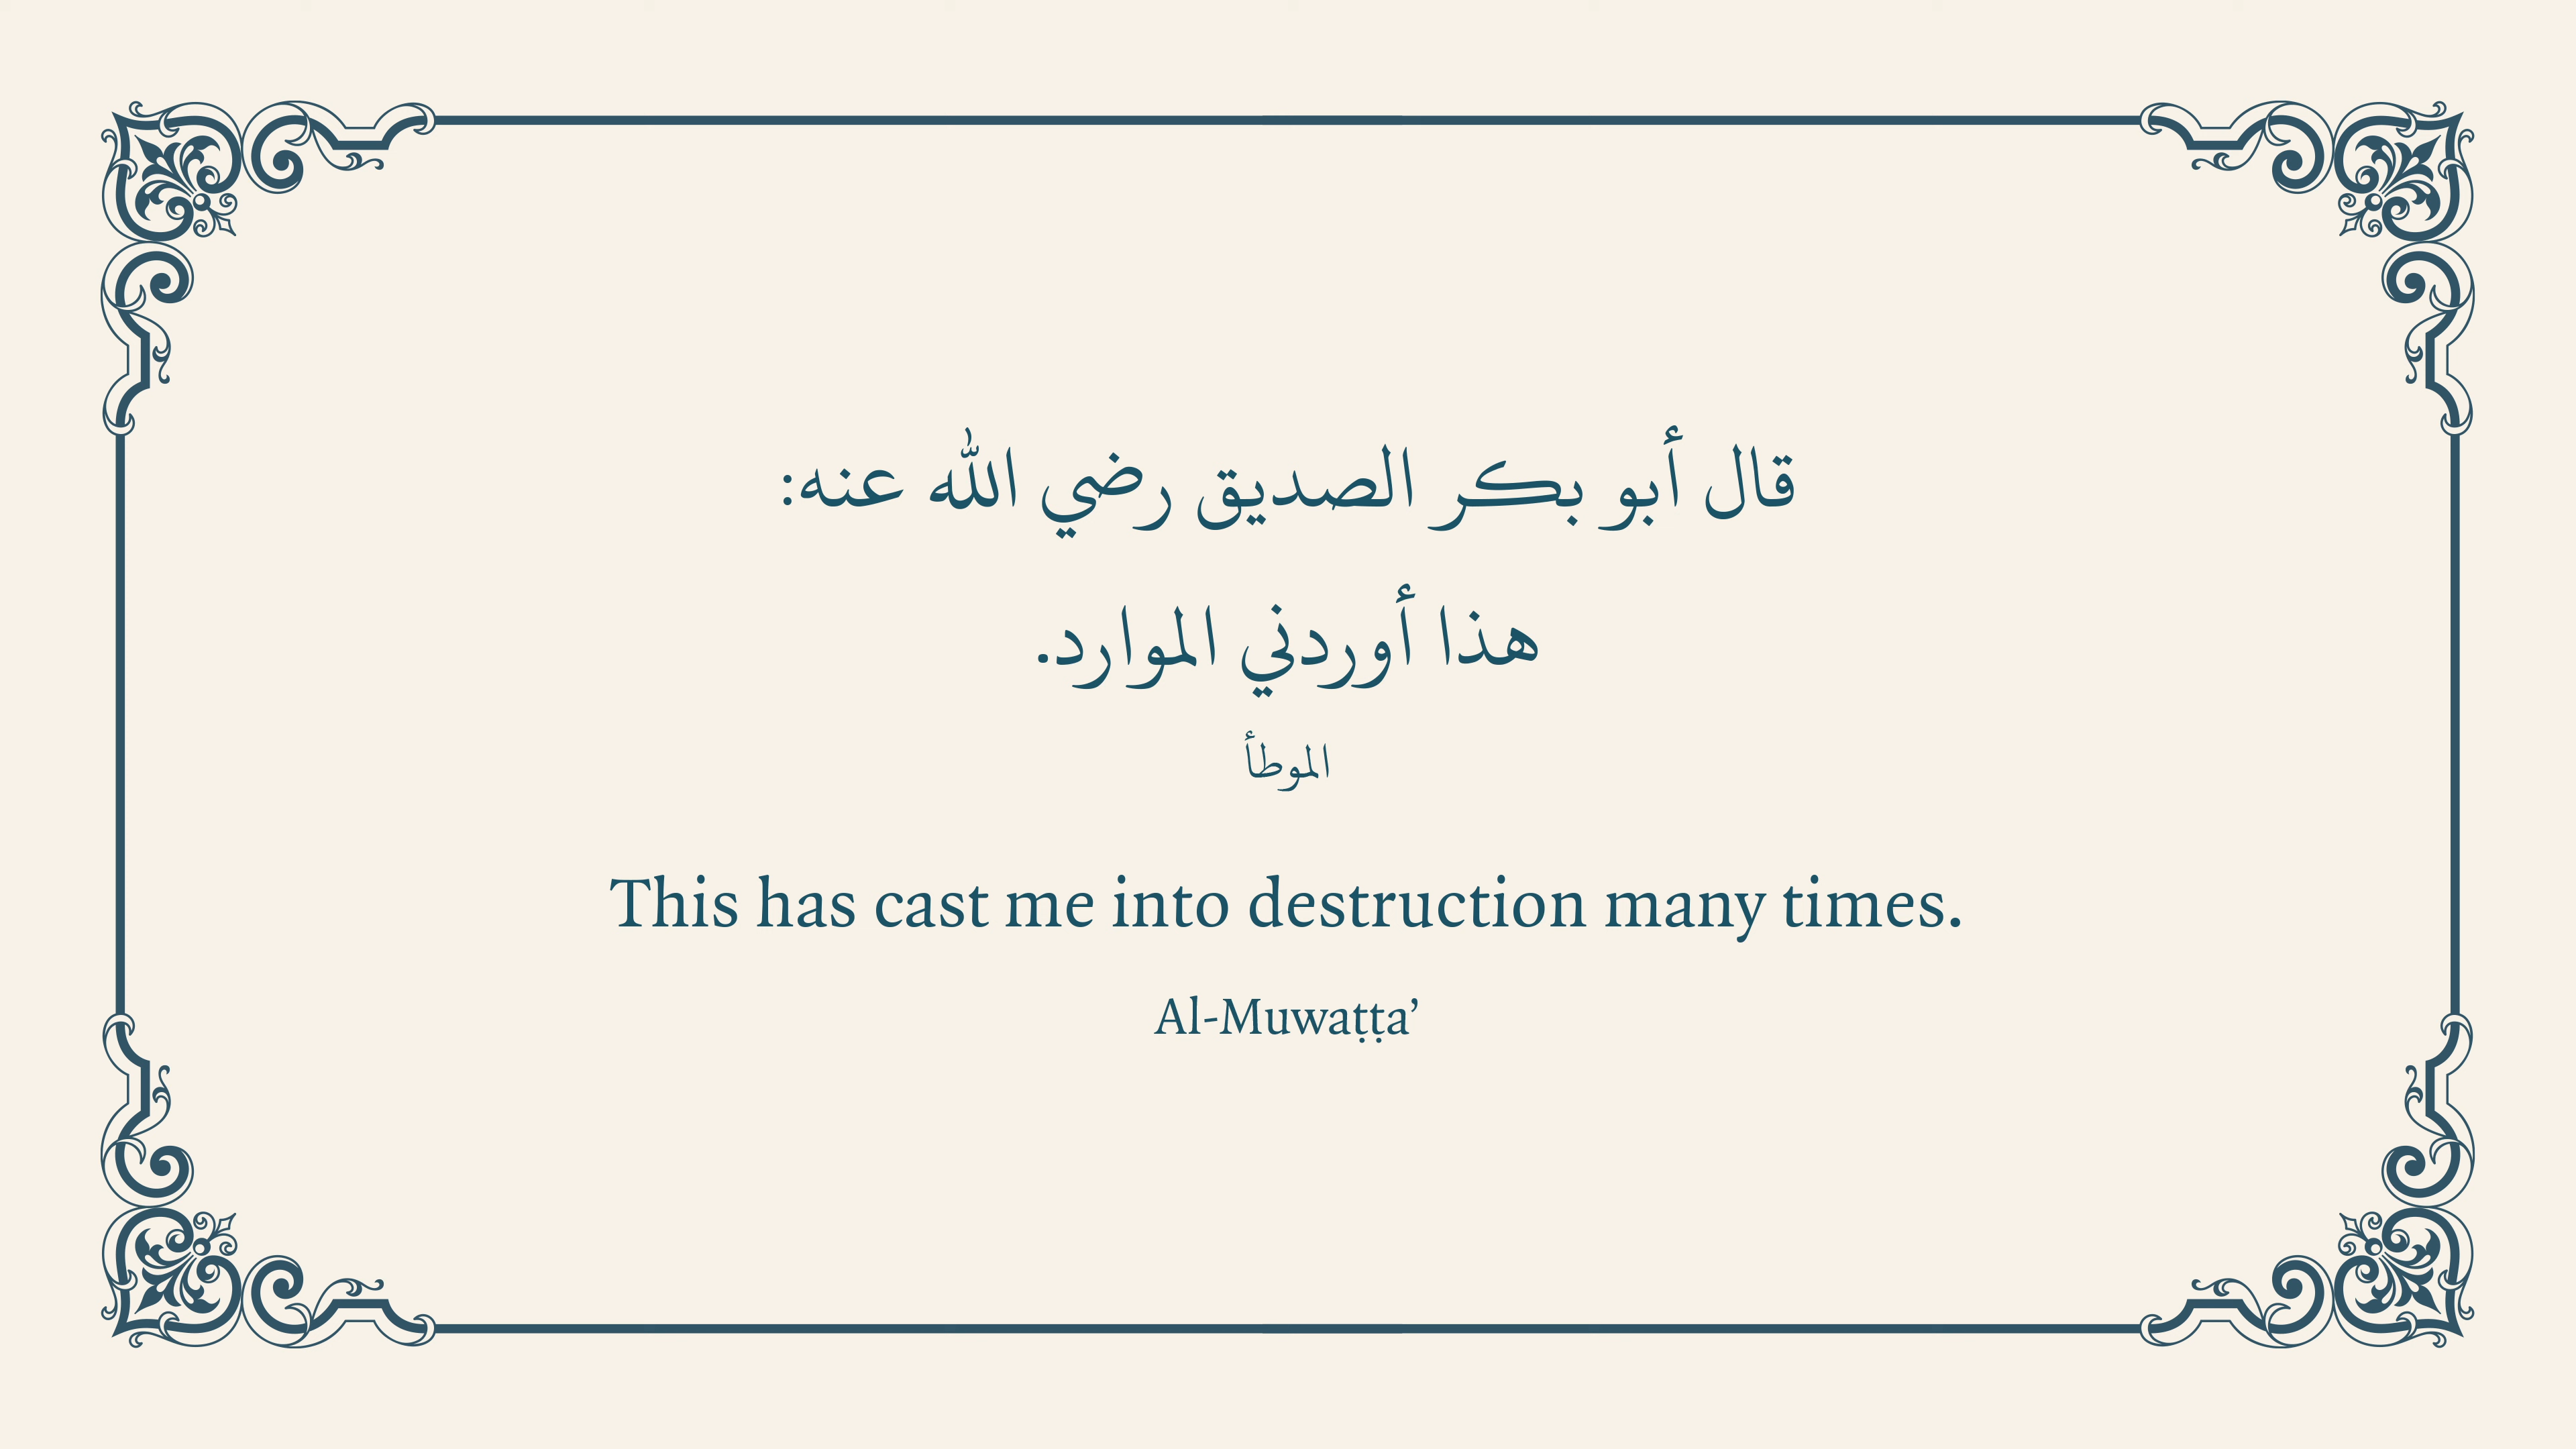 قال أبو بكر الصديق رضي الله عنه:
هذا أوردني الموارد.
الموطأ
This has cast me into destruction many times.
Al-Muwaṭṭa’